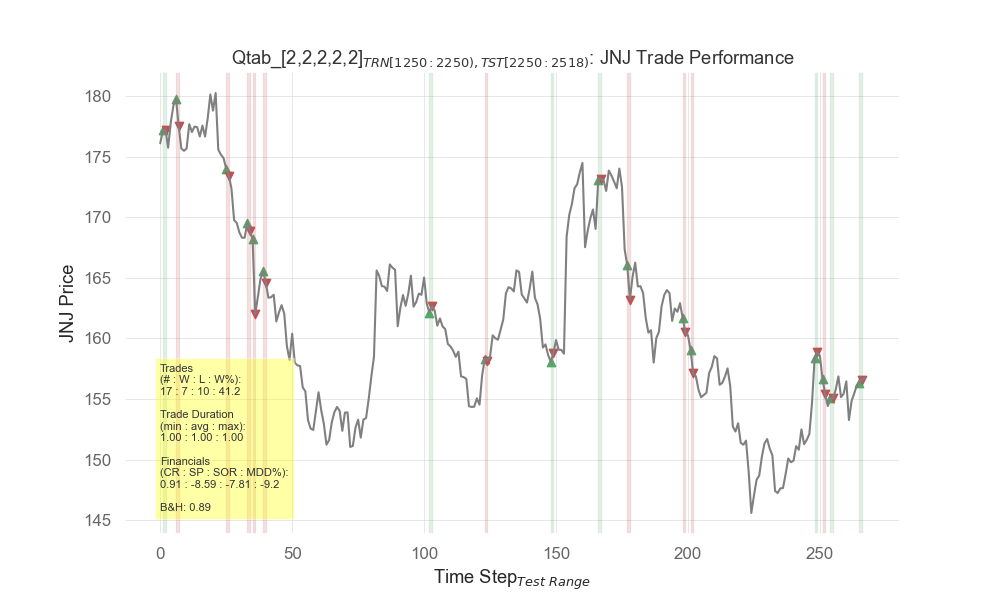 Qtab_[2,2,2,2,2]TRN[1250:2250),TST[2250:2518): JNJ Trade Performance
180
175
170
165
160
155
150
145
JNJ Price
Trades
(# : W : L : W%):
17 : 7 : 10 : 41.2
Trade Duration
(min : avg : max):
1.00 : 1.00 : 1.00
Financials
(CR : SP : SOR : MDD%):
0.91 : -8.59 : -7.81 : -9.2
B&H: 0.89
0 50 100 150 200 250
Time StepTest Range